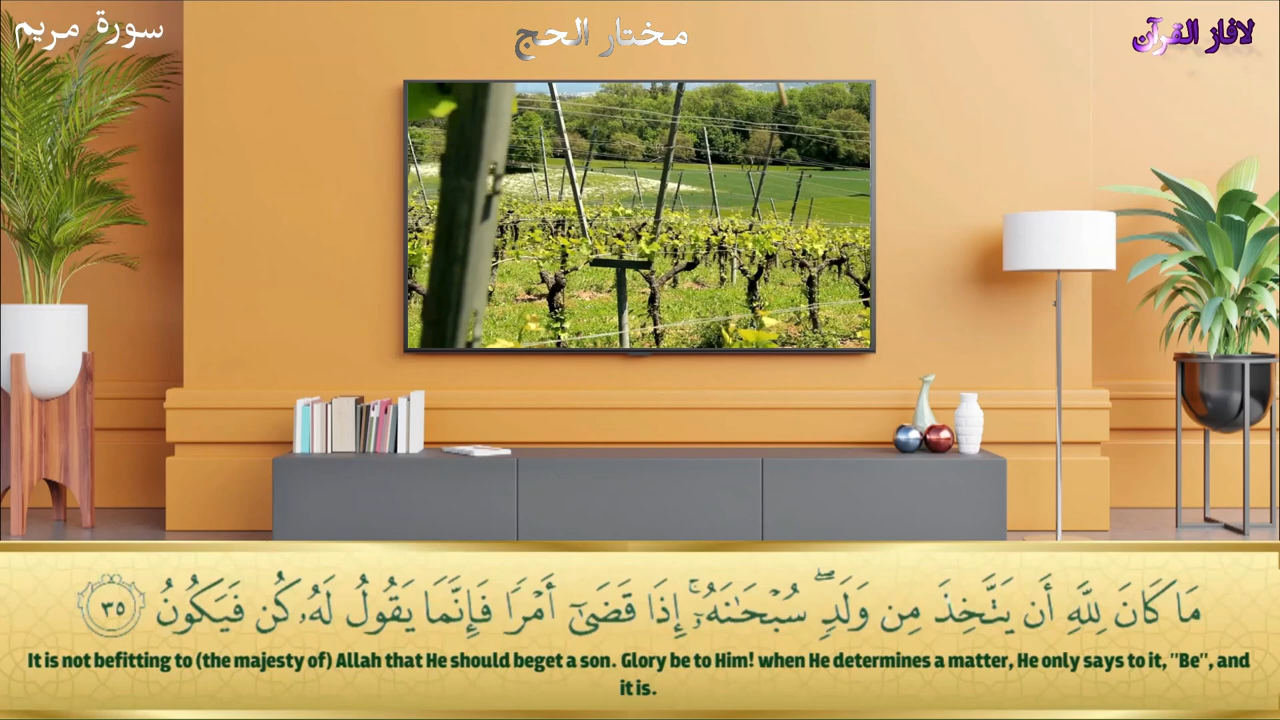 سورة مريم
مختار الحج
لافاز القرآن
مَا كَانَ لِلَّهِ أَن يَتَّخِذَ مِن وَلَدٍ ۖ سُبْحَـٰنَهُۥٓ ۚ إِذَا قَضَىٰٓ أَمْرًا فَإِنَّمَا يَقُولُ لَهُۥ كُن فَيَكُونُ ٣٥
It is not befitting to (the majesty of) Allah that He should beget a son. Glory be to Him! when He determines a matter, He only says to it, "Be", and
it is.